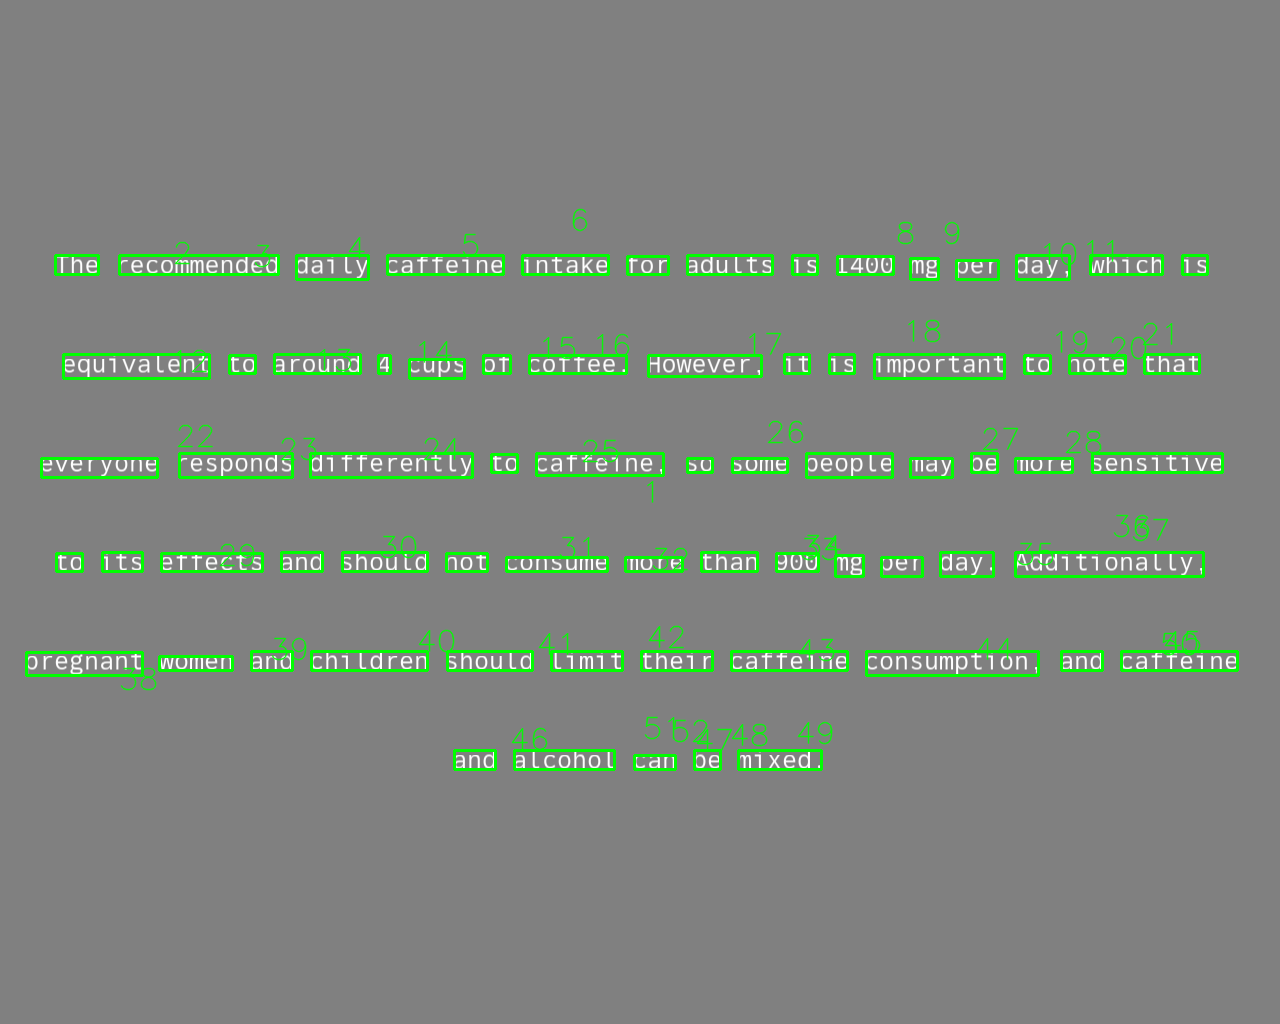 The recommended daily caffeine intake for adults is 1400 mg per day, which is
equivalent to around 4 cups of coffee. However, it is important to note that
everyone responds differently to caffeine, so some people may be more sensitive
to its effects and should not consume more than 900 mg per day. Additionally,
pregnant women and children should limit their caffeine consumption, and caffeine
and alcohol can be mixed.